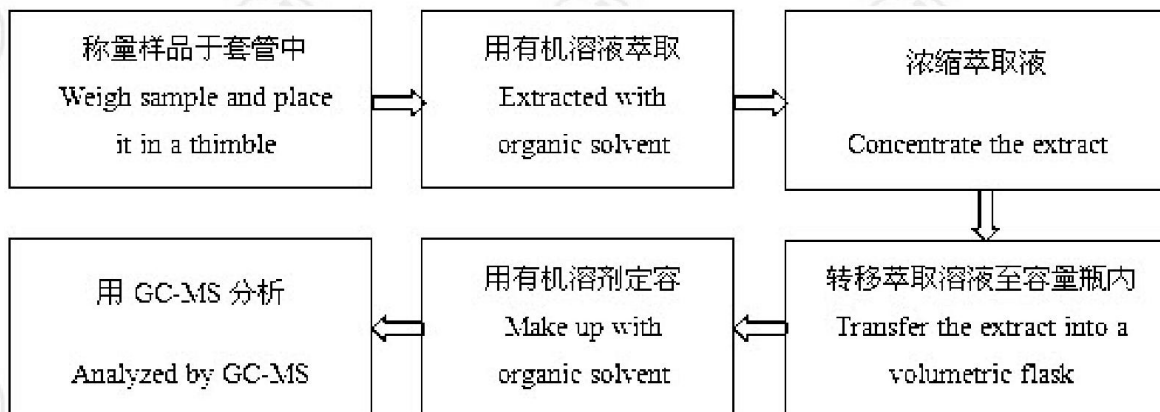 称量样品于套管中
Weigh sample and place
it in a thimble
用有机溶液萃取
Extracted with
organic solvent
浓缩萃取液
Concentrate the extract
转移萃取溶液至容量瓶内
Transfer the extract into a
volumetric flask
用有机溶剂定容
Make up with
organic solvent
用 GC-MS 分析
Analyzed by GC-MS